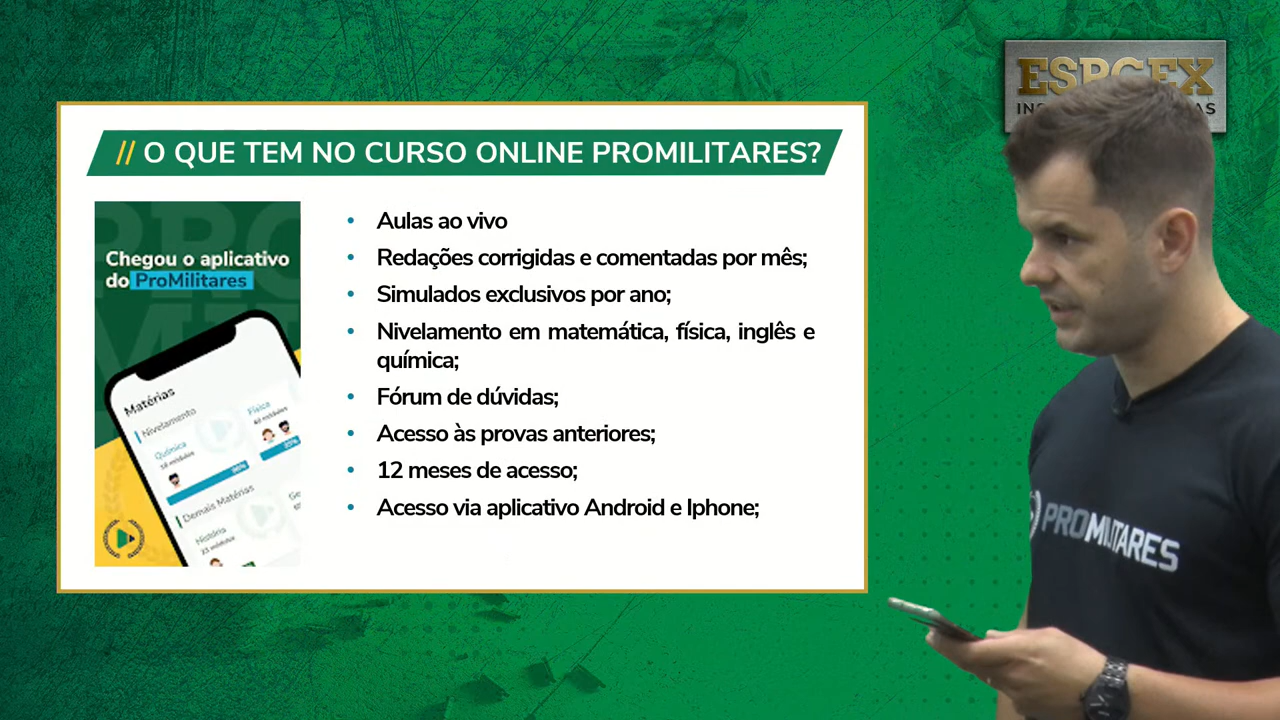 ESPCEX
// O QUE TEM NO CURSO ONLINE PROMILITARES?
Chegou o aplicativo
do ProMilitares
Matérias
Nivelamento
Química
Física
Demais Matérias
História
• Aulas ao vivo
• Redações corrigidas e comentadas por mês;
• Simulados exclusivos por ano;
• Nivelamento em matemática, física, inglês e
química;
• Fórum de dúvidas;
• Acesso às provas anteriores;
• 12 meses de acesso;
• Acesso via aplicativo Android e Iphone;
PROMILITARES